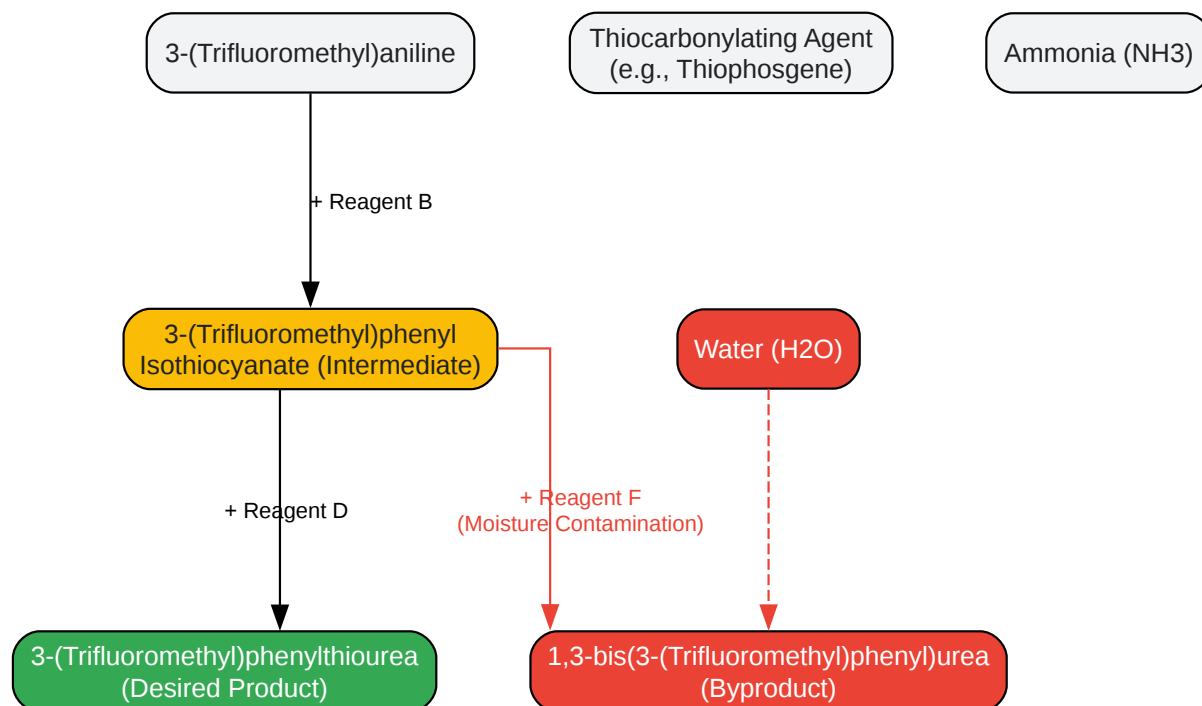 3-(Trifluoromethyl)aniline
Thiocarbonylating Agent
(e.g., Thiophosgene)
Ammonia (NH3)
+ Reagent B
3-(Trifluoromethyl)phenyl
Isothiocyanate (Intermediate)
Water (H2O)
+ Reagent D
+ Reagent F
(Moisture Contamination)
3-(Trifluoromethyl)phenylthiourea
(Desired Product)
1,3-bis(3-(Trifluoromethyl)phenyl)urea
(Byproduct)